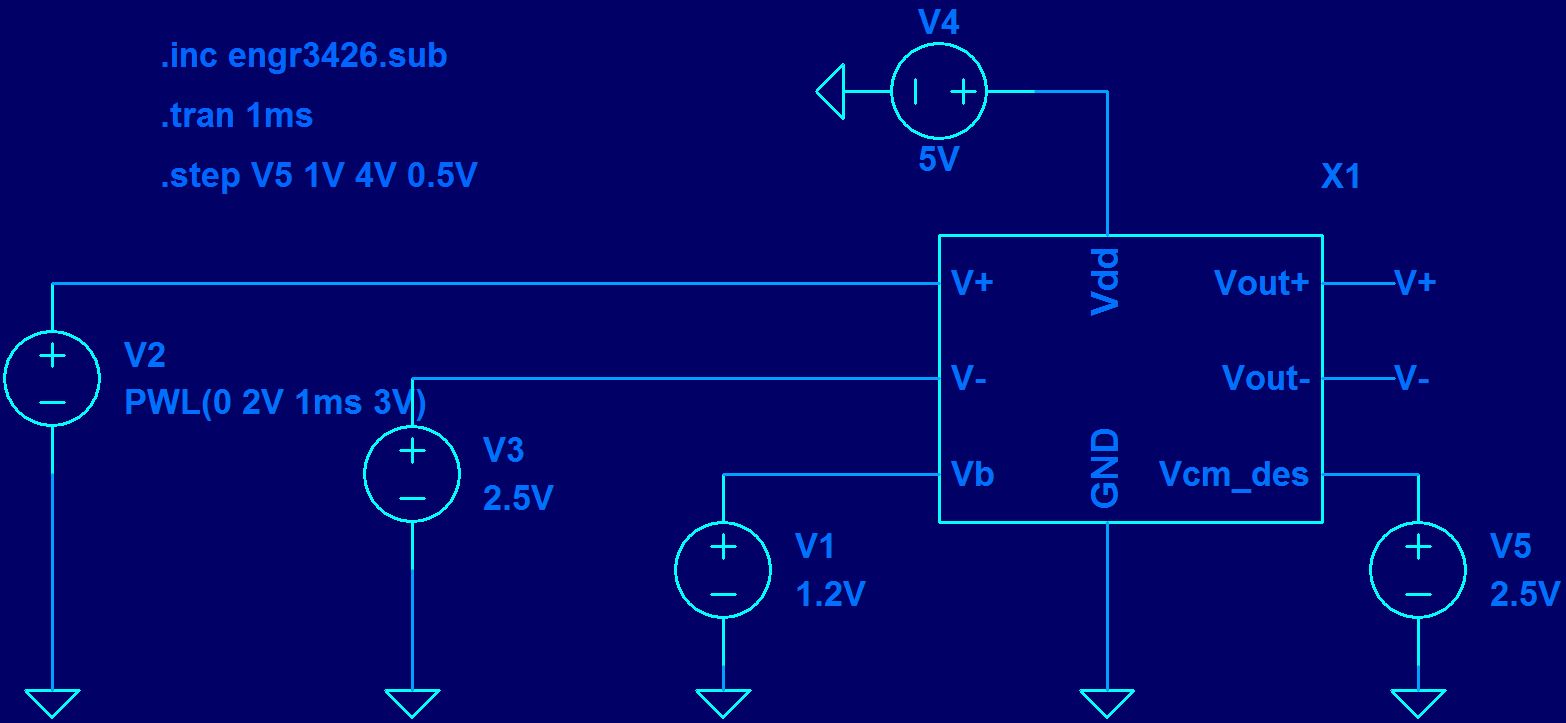 V4
.inc engr3426.sub
.tran 1ms
5V
.step V5 1V 4V 0.5V
X1
Vdd
V+
Vout+
V+
V2
PWL(0 2V 1ms 3V)
V-
Vout-
V-
V3
2.5V
GND
Vb
Vcm_des
V1
1.2V
V5
2.5V